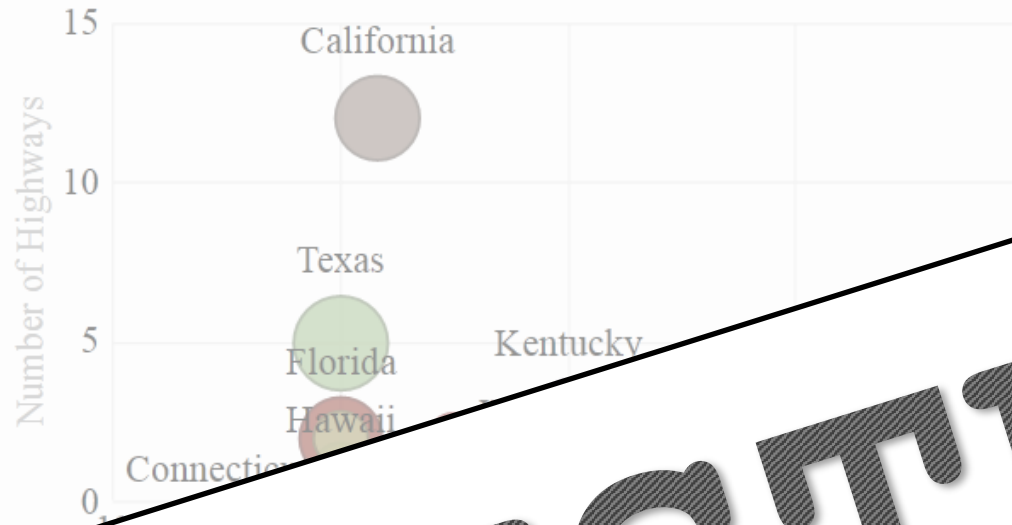 15
California
10
Number of Highways
Texas
5
Kentucky
Florida
Hawaii
0